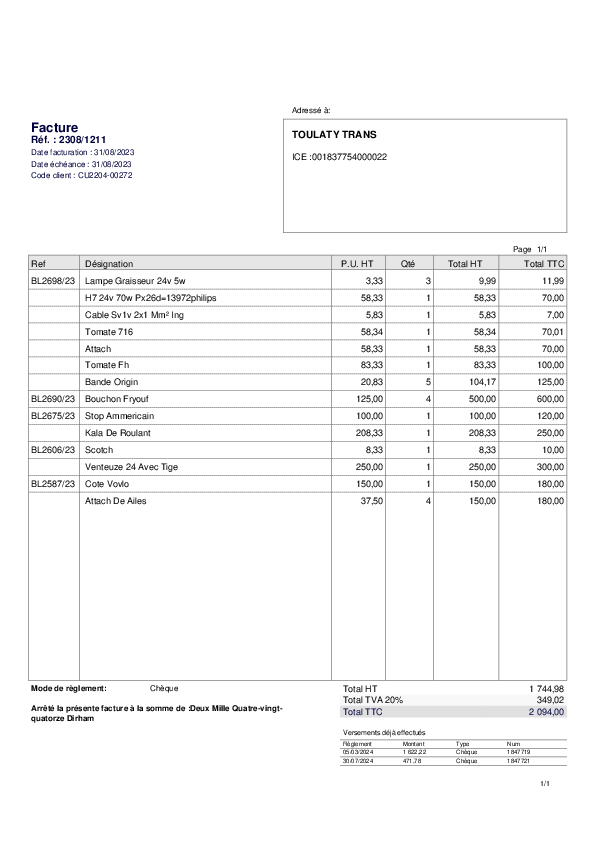 Adressé à:
Facture
Réf. : 2308/1211
Date facturation : 31/08/2023
Date échéance : 31/08/2023
Code client : CU2204-00272
TOULATY TRANS
ICE :001837754000022
Page 1/1
Ref Désignation P.U. HT Qté Total HT Total TTC
BL2698/23 Lampe Graisseur 24v 5w 3,33 3 9,99 11,99
H7 24v 70w Px26d=13972philips 58,33 1 58,33 70,00
Cable Sv1v 2x1 Mm² Ing 5,83 1 5,83 7,00
Tomate 716 58,34 1 58,34 70,01
Attach 58,33 1 58,33 70,00
Tomate Fh 83,33 1 83,33 100,00
Bande Origin 20,83 5 104,17 125,00
BL2690/23 Bouchon Fryouf 125,00 4 500,00 600,00
BL2675/23 Stop Ammericain 100,00 1 100,00 120,00
Kala De Roulant 208,33 1 208,33 250,00
BL2606/23 Scotch 8,33 1 8,33 10,00
Venteuze 24 Avec Tige 250,00 1 250,00 300,00
BL2587/23 Cote Vovlo 150,00 1 150,00 180,00
Attach De Ailes 37,50 4 150,00 180,00
Mode de règlement: Chèque
Total HT 1 744,98
Total TVA 20% 349,02
Total TTC 2 094,00
Arrêté la présente facture à la somme de :Deux Mille Quatre-vingt-
quatorze Dirham
Versements déjà effectués
Règlement Montant Type Num
05/03/2024 1 622,22 Chèque 1847719
30/07/2024 471,78 Chèque 1847721
1/1